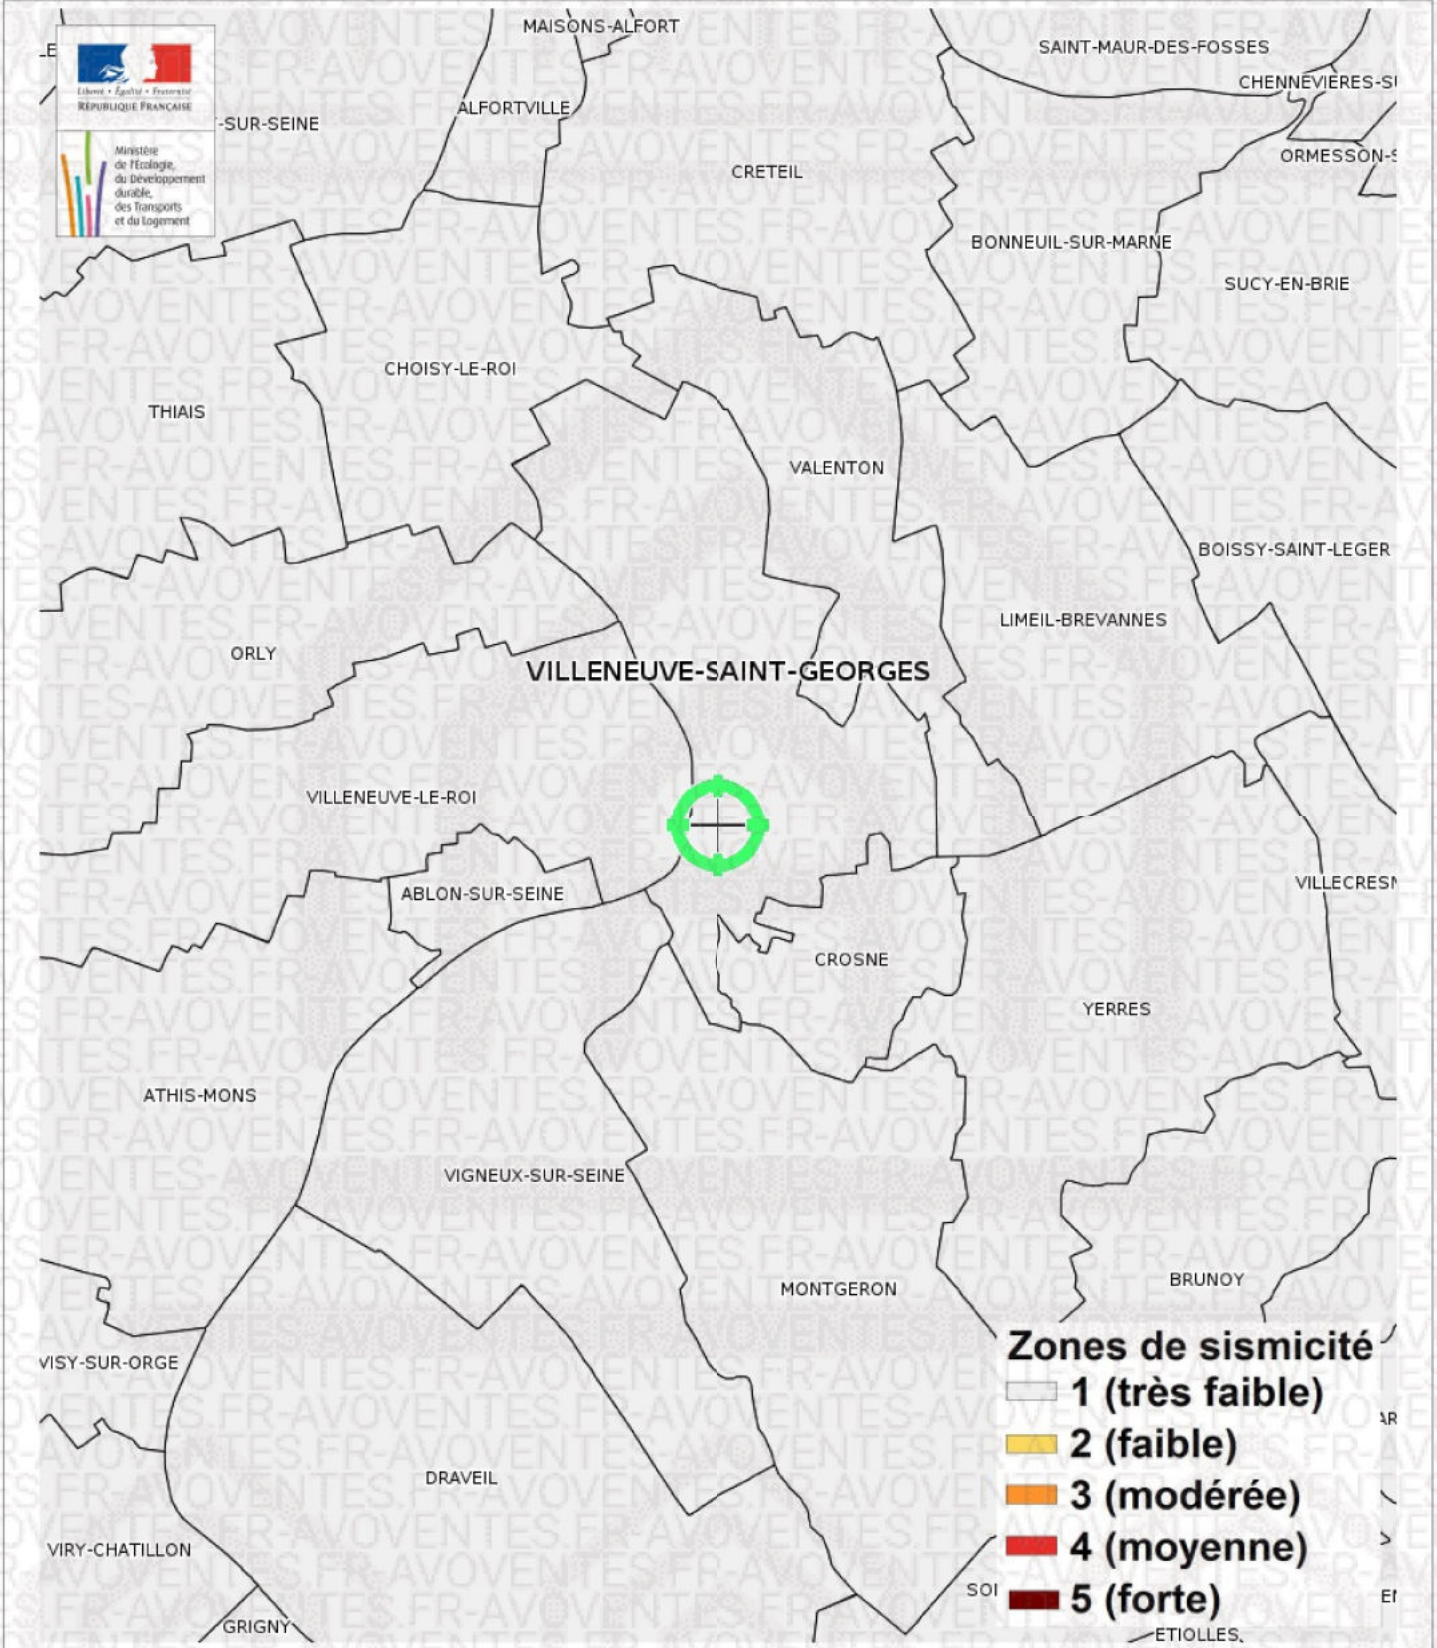 MAISONS-ALFORT
SAINT-MAUR-DES-FOSSES
CHENNEVIERES-SU
Liberté • Égalité • Fraternité
RÉPUBLIQUE FRANÇAISE
ALFORTVILLE
-SUR-SEINE
Ministère
de l'Écologie,
du Développement
durable,
des Transports
et du Logement
ORMESSON-S
CRETEIL
BONNEUIL-SUR-MARNE
SUCY-EN-BRIE
CHOISY-LE-ROI
THIAIS
VALENTON
BOISSY-SAINT-LEGER
LIMEIL-BREVANNES
ORLY
VILLENEUVE-SAINT-GEORGES
VILLENEUVE-LE-ROI
VILLECRESN
ABLON-SUR-SEINE
CROSNE
YERRES
ATHIS-MONS
VIGNEUX-SUR-SEINE
BRUNOY
MONTGERON
Zones de sismicité
VISY-SUR-ORGE
1 (très faible)
2 (faible)
DRAVEIL
3 (modérée)
VIRY-CHATILLON
4 (moyenne)
SOI
5 (forte)
GRIGNY
ETIOLLES